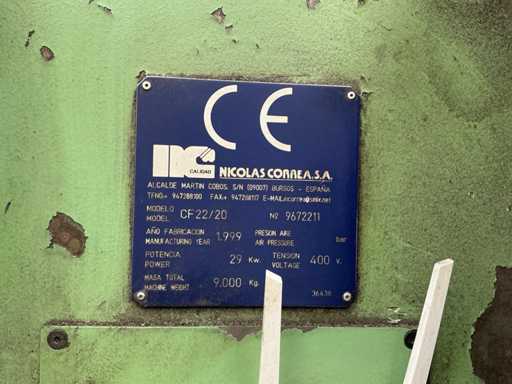 CE
NC
CALIDAD
NICOLAS CORREA, S.A.
ALCALDE MARTIN COBOS. S/N (09007) BURGOS - ESPAÑA
TFNO.+ 947288100 FAX.+ 947288117 E-MAIL.
MODELO
MODEL CF22/20 Nº 9672211
AÑO FABRICACION
MANUFACTURING YEAR 1.999 PRESION AIRE
AIR PRESSURE bar
POTENCIA
POWER 29 Kw. TENSION
VOLTAGE 400 V.
MASA TOTAL
MACHINE WEIGHT 9.000 Kg.
36438